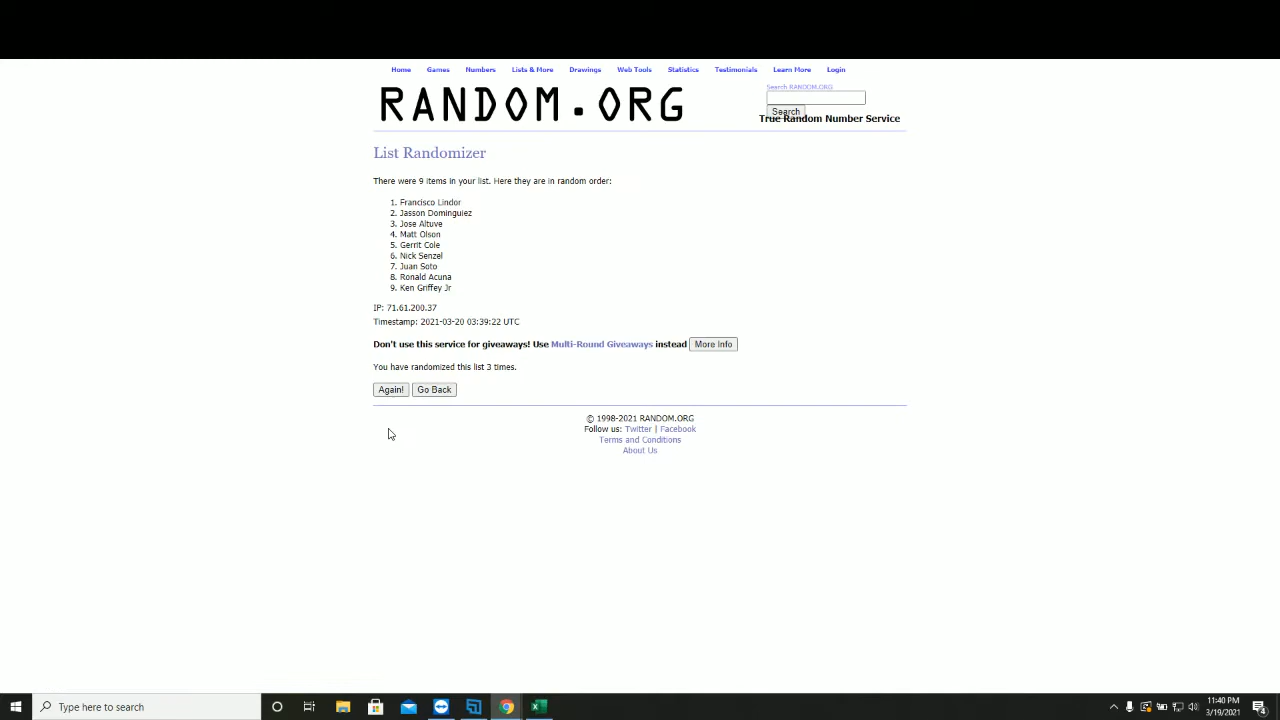 Home Games Numbers Lists & More Drawings Web Tools Statistics Testimonials Learn More Login
RANDOM.ORG
Search RANDOM.ORG
Search
True Random Number Service
List Randomizer
There were 9 items in your list. Here they are in random order:
1. Francisco Lindor
2. Jasson Dominguiez
3. Jose Altuve
4. Matt Olson
5. Gerrit Cole
6. Nick Senzel
7. Juan Soto
8. Ronald Acuna
9. Ken Griffey Jr
IP: 71.61.200.37
Timestamp: 2021-03-20 03:39:22 UTC
Don't use this service for giveaways! Use Multi-Round Giveaways instead More Info
You have randomized this list 3 times.
Again! Go Back
© 1998-2021 RANDOM.ORG
Follow us: Twitter | Facebook
Terms and Conditions
About Us
Type here to search
11:40 PM
3/19/2021
4